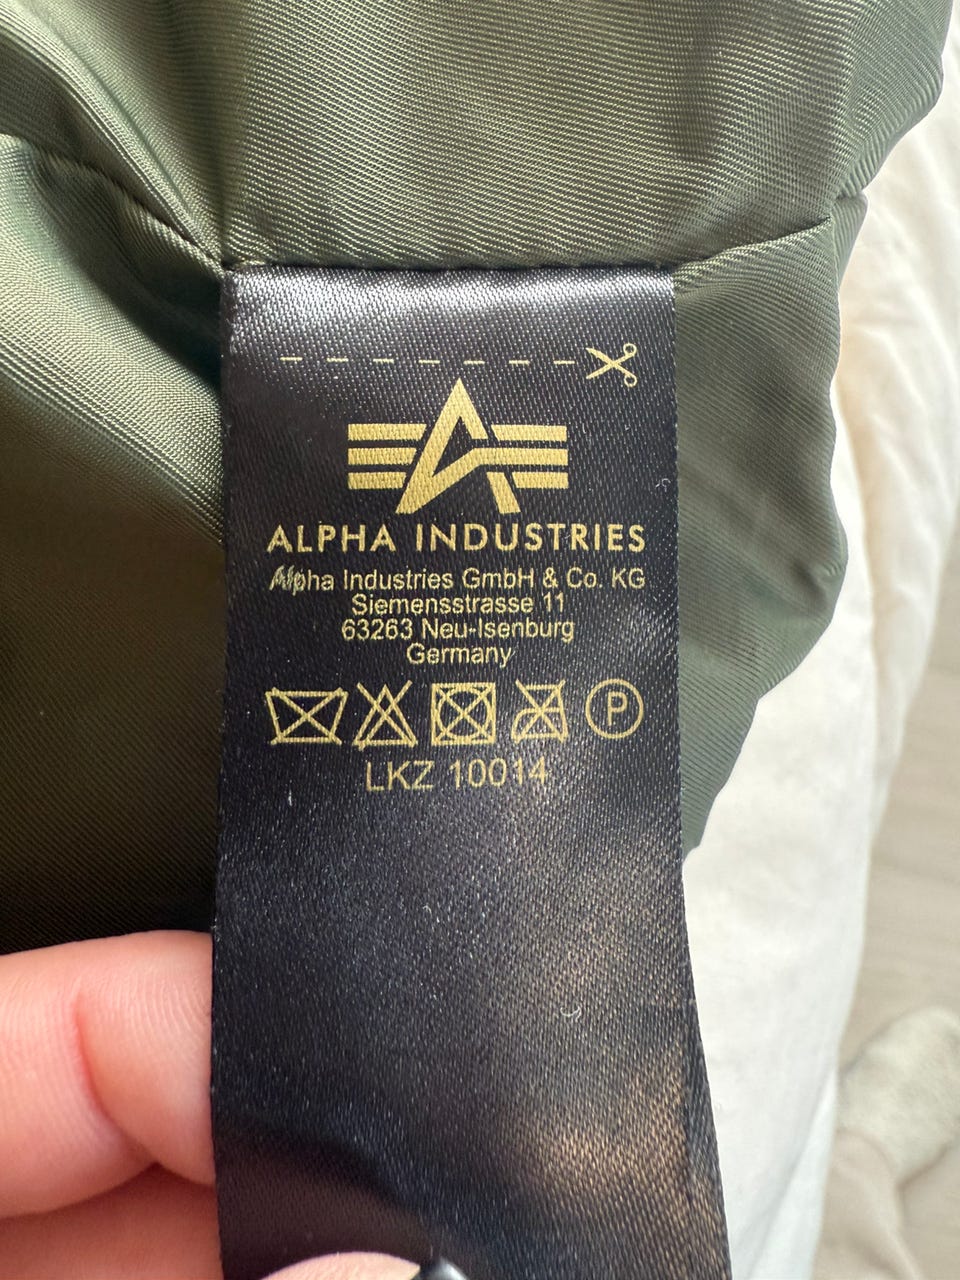 ALPHA INDUSTRIES
Alpha Industries GmbH & Co. KG
Siemensstrasse 11
63263 Neu-Isenburg
Germany
P
LKZ 10014